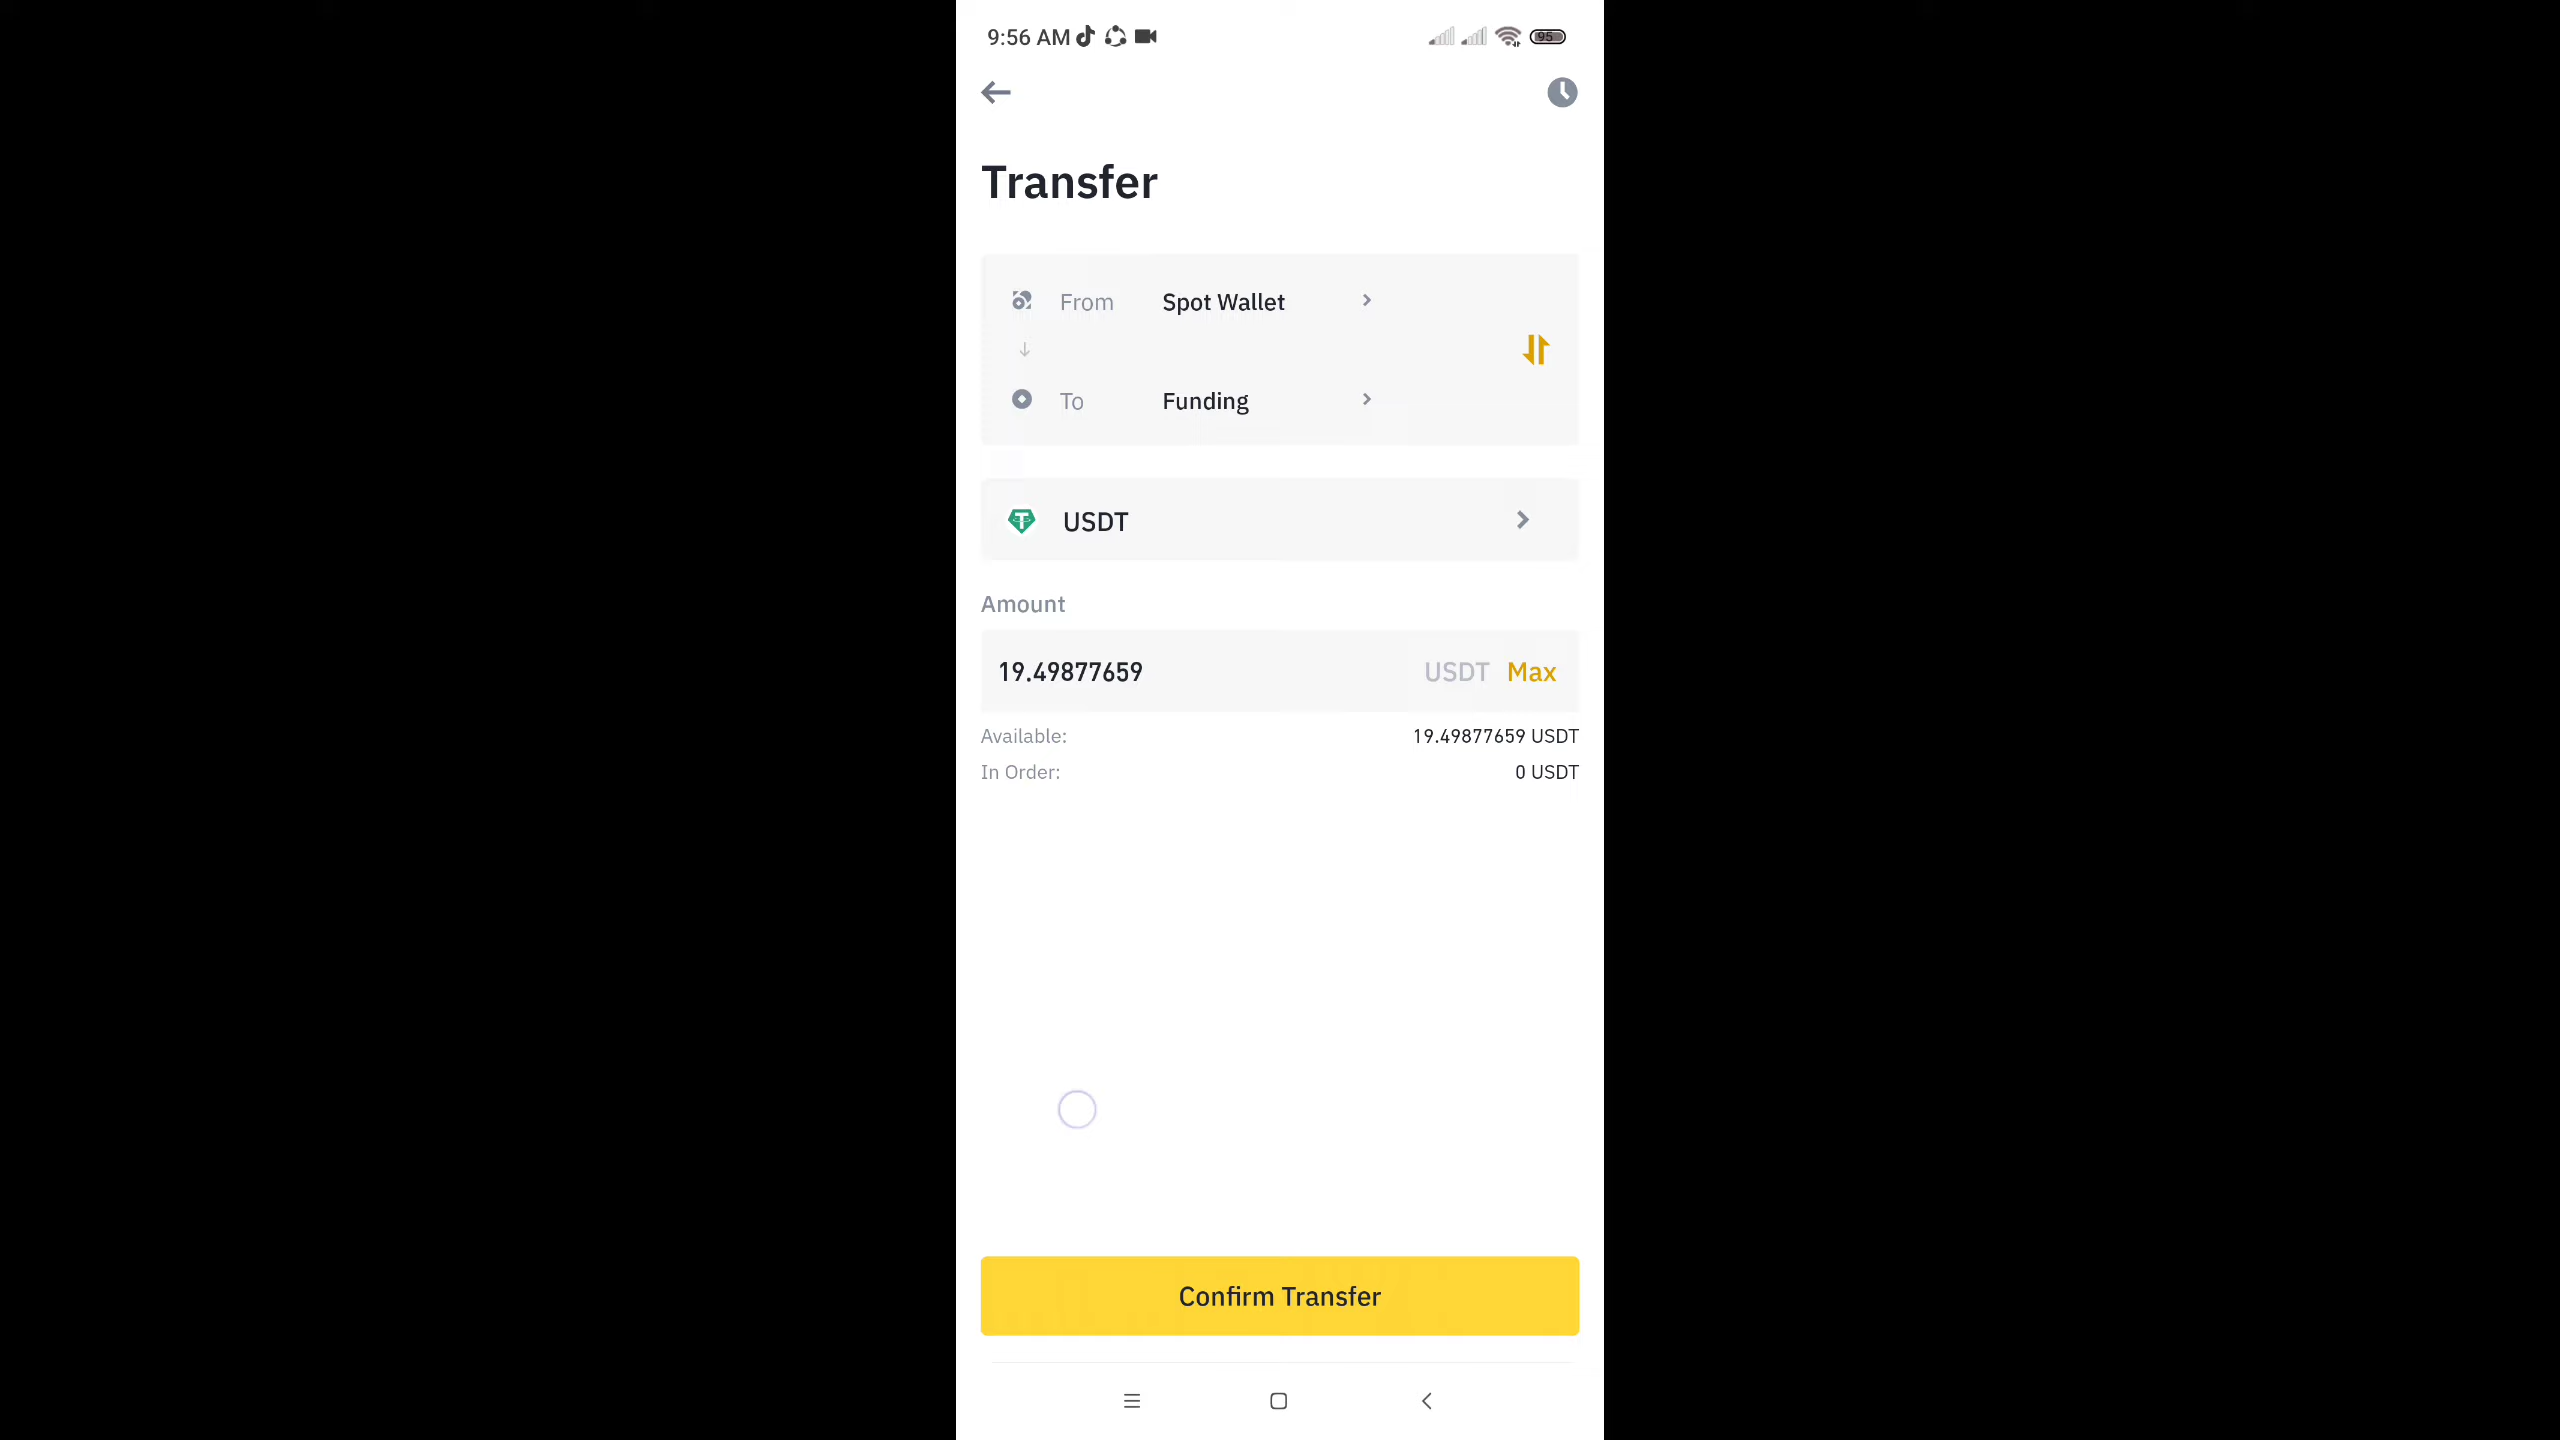 9:56 AM
95
Transfer
From Spot Wallet
To Funding
USDT
Amount
19.49877659 USDT Max
Available: 19.49877659 USDT
In Order: 0 USDT
Confirm Transfer